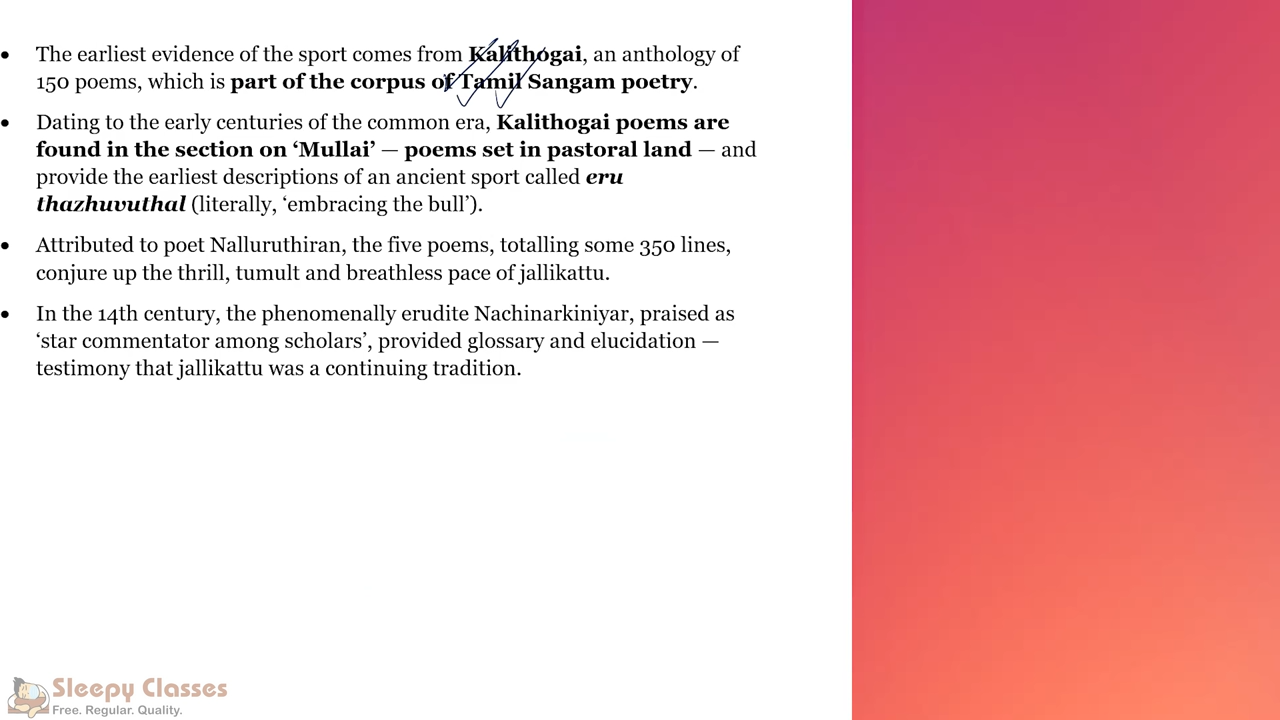 • The earliest evidence of the sport comes from Kalithogai, an anthology of
150 poems, which is part of the corpus of Tamil Sangam poetry.
• Dating to the early centuries of the common era, Kalithogai poems are
found in the section on ‘Mullai’ — poems set in pastoral land — and
provide the earliest descriptions of an ancient sport called eru
thazhuvuthal (literally, ‘embracing the bull’).
• Attributed to poet Nalluruthiran, the five poems, totalling some 350 lines,
conjure up the thrill, tumult and breathless pace of jallikattu.
• In the 14th century, the phenomenally erudite Nachinarkiniyar, praised as
‘star commentator among scholars’, provided glossary and elucidation —
testimony that jallikattu was a continuing tradition.
Sleepy Classes
Free. Regular. Quality.